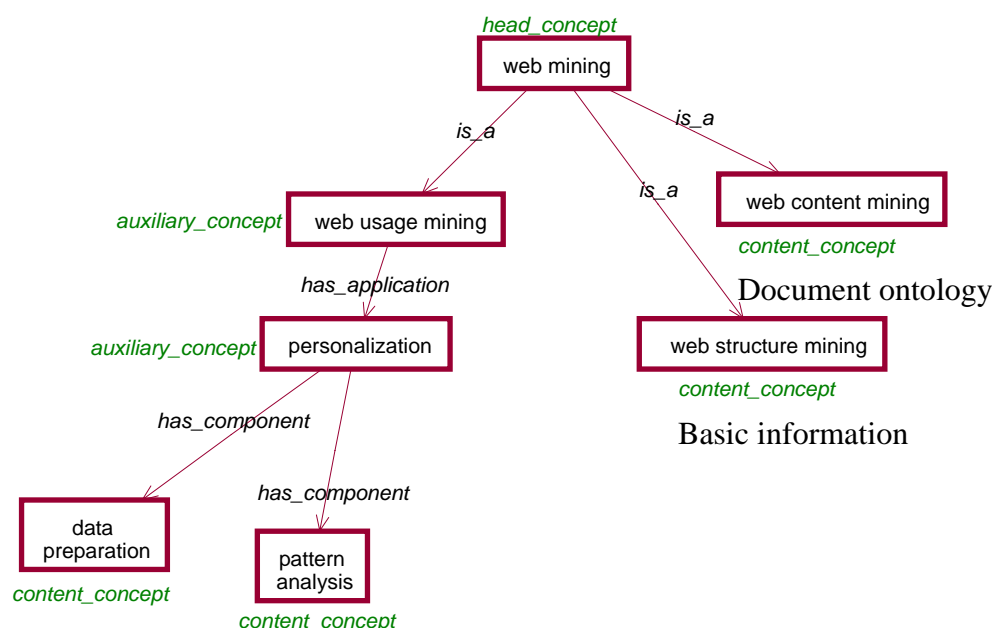 head_concept
web mining
is_a
is_a
is_a
web content mining
auxiliary_concept
web usage mining
content_concept
has_application
Document ontology
auxiliary_concept
personalization
web structure mining
content_concept
has_component
Basic information
has_component
data
preparation
pattern
analysis
content_concept
content_concept